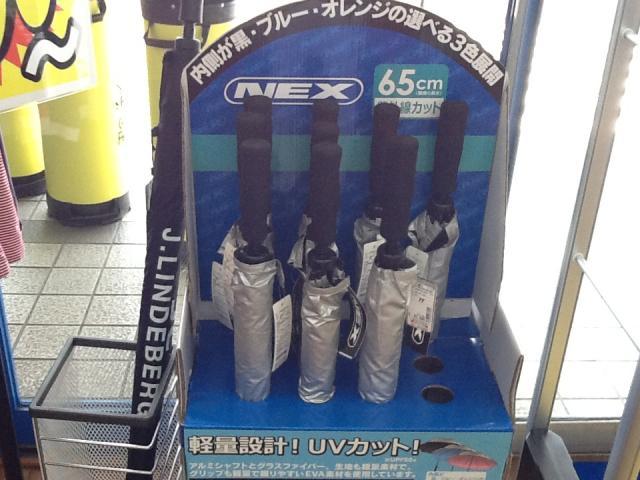 内側が黒・ブルー・オレンジの選べる3色展開
NEX
65cm
線カット
J.LINDEBERG
軽量設計！UVカット！
アルミシャフトとグラスファイバー、生地も軽量素材で、
グリップも軽量で握りやすいEVA素材を使用しています。